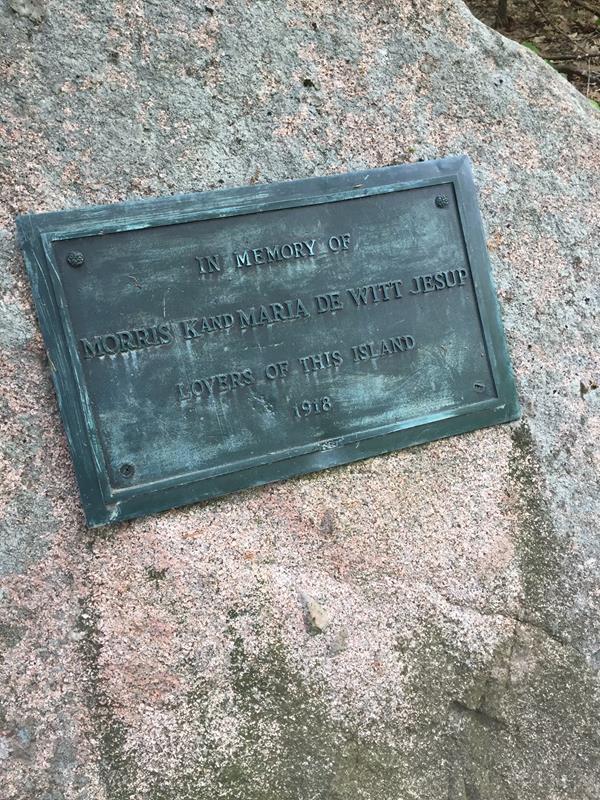 IN MEMORY OF
MORRIS K AND MARIA DE WITT JESUP
LOVERS OF THIS ISLAND
1918